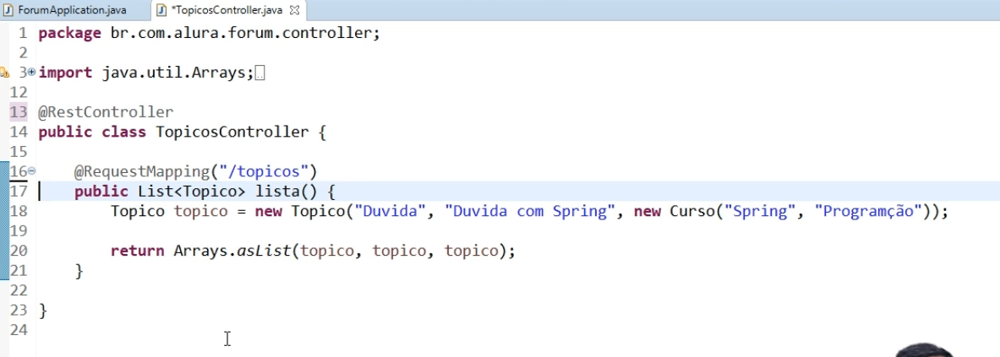 ForumApplication.java
*TopicosController.java
1 package br.com.alura.forum.controller;
2
3 import java.util.Arrays;
12
13 @RestController
14 public class TopicosController {
15
16 @RequestMapping("/topicos")
17 public List<Topico> lista() {
18 Topico topico = new Topico("Duvida", "Duvida com Spring", new Curso("Spring", "Programção"));
19
20 return Arrays.asList(topico, topico, topico);
21 }
22
23 }
24